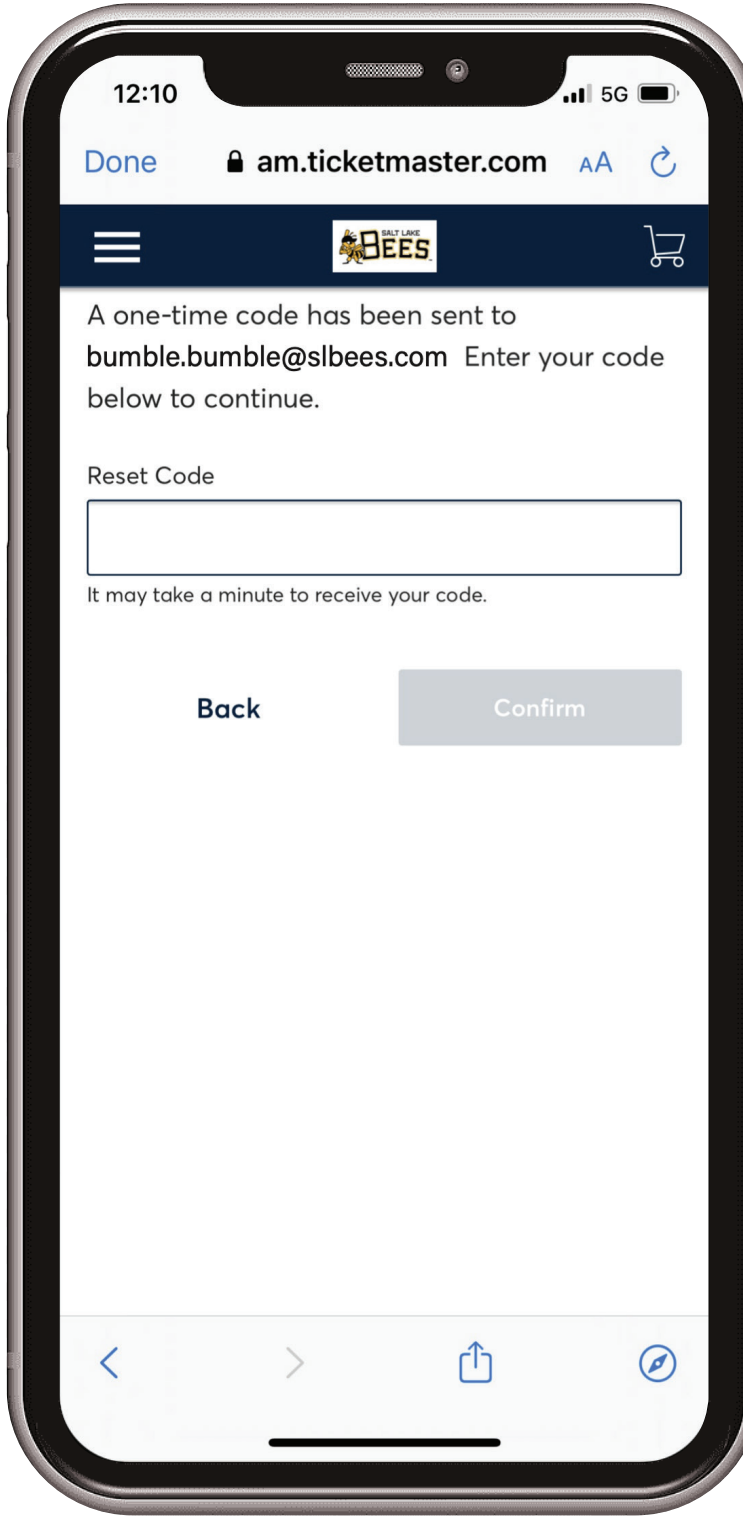 12:10
5G
Done am.ticketmaster.com AA
SALT LAKE
BEES
A one-time code has been sent to
bumble.bumble@slbees.com Enter your code
below to continue.
Reset Code
It may take a minute to receive your code.
Back Confirm